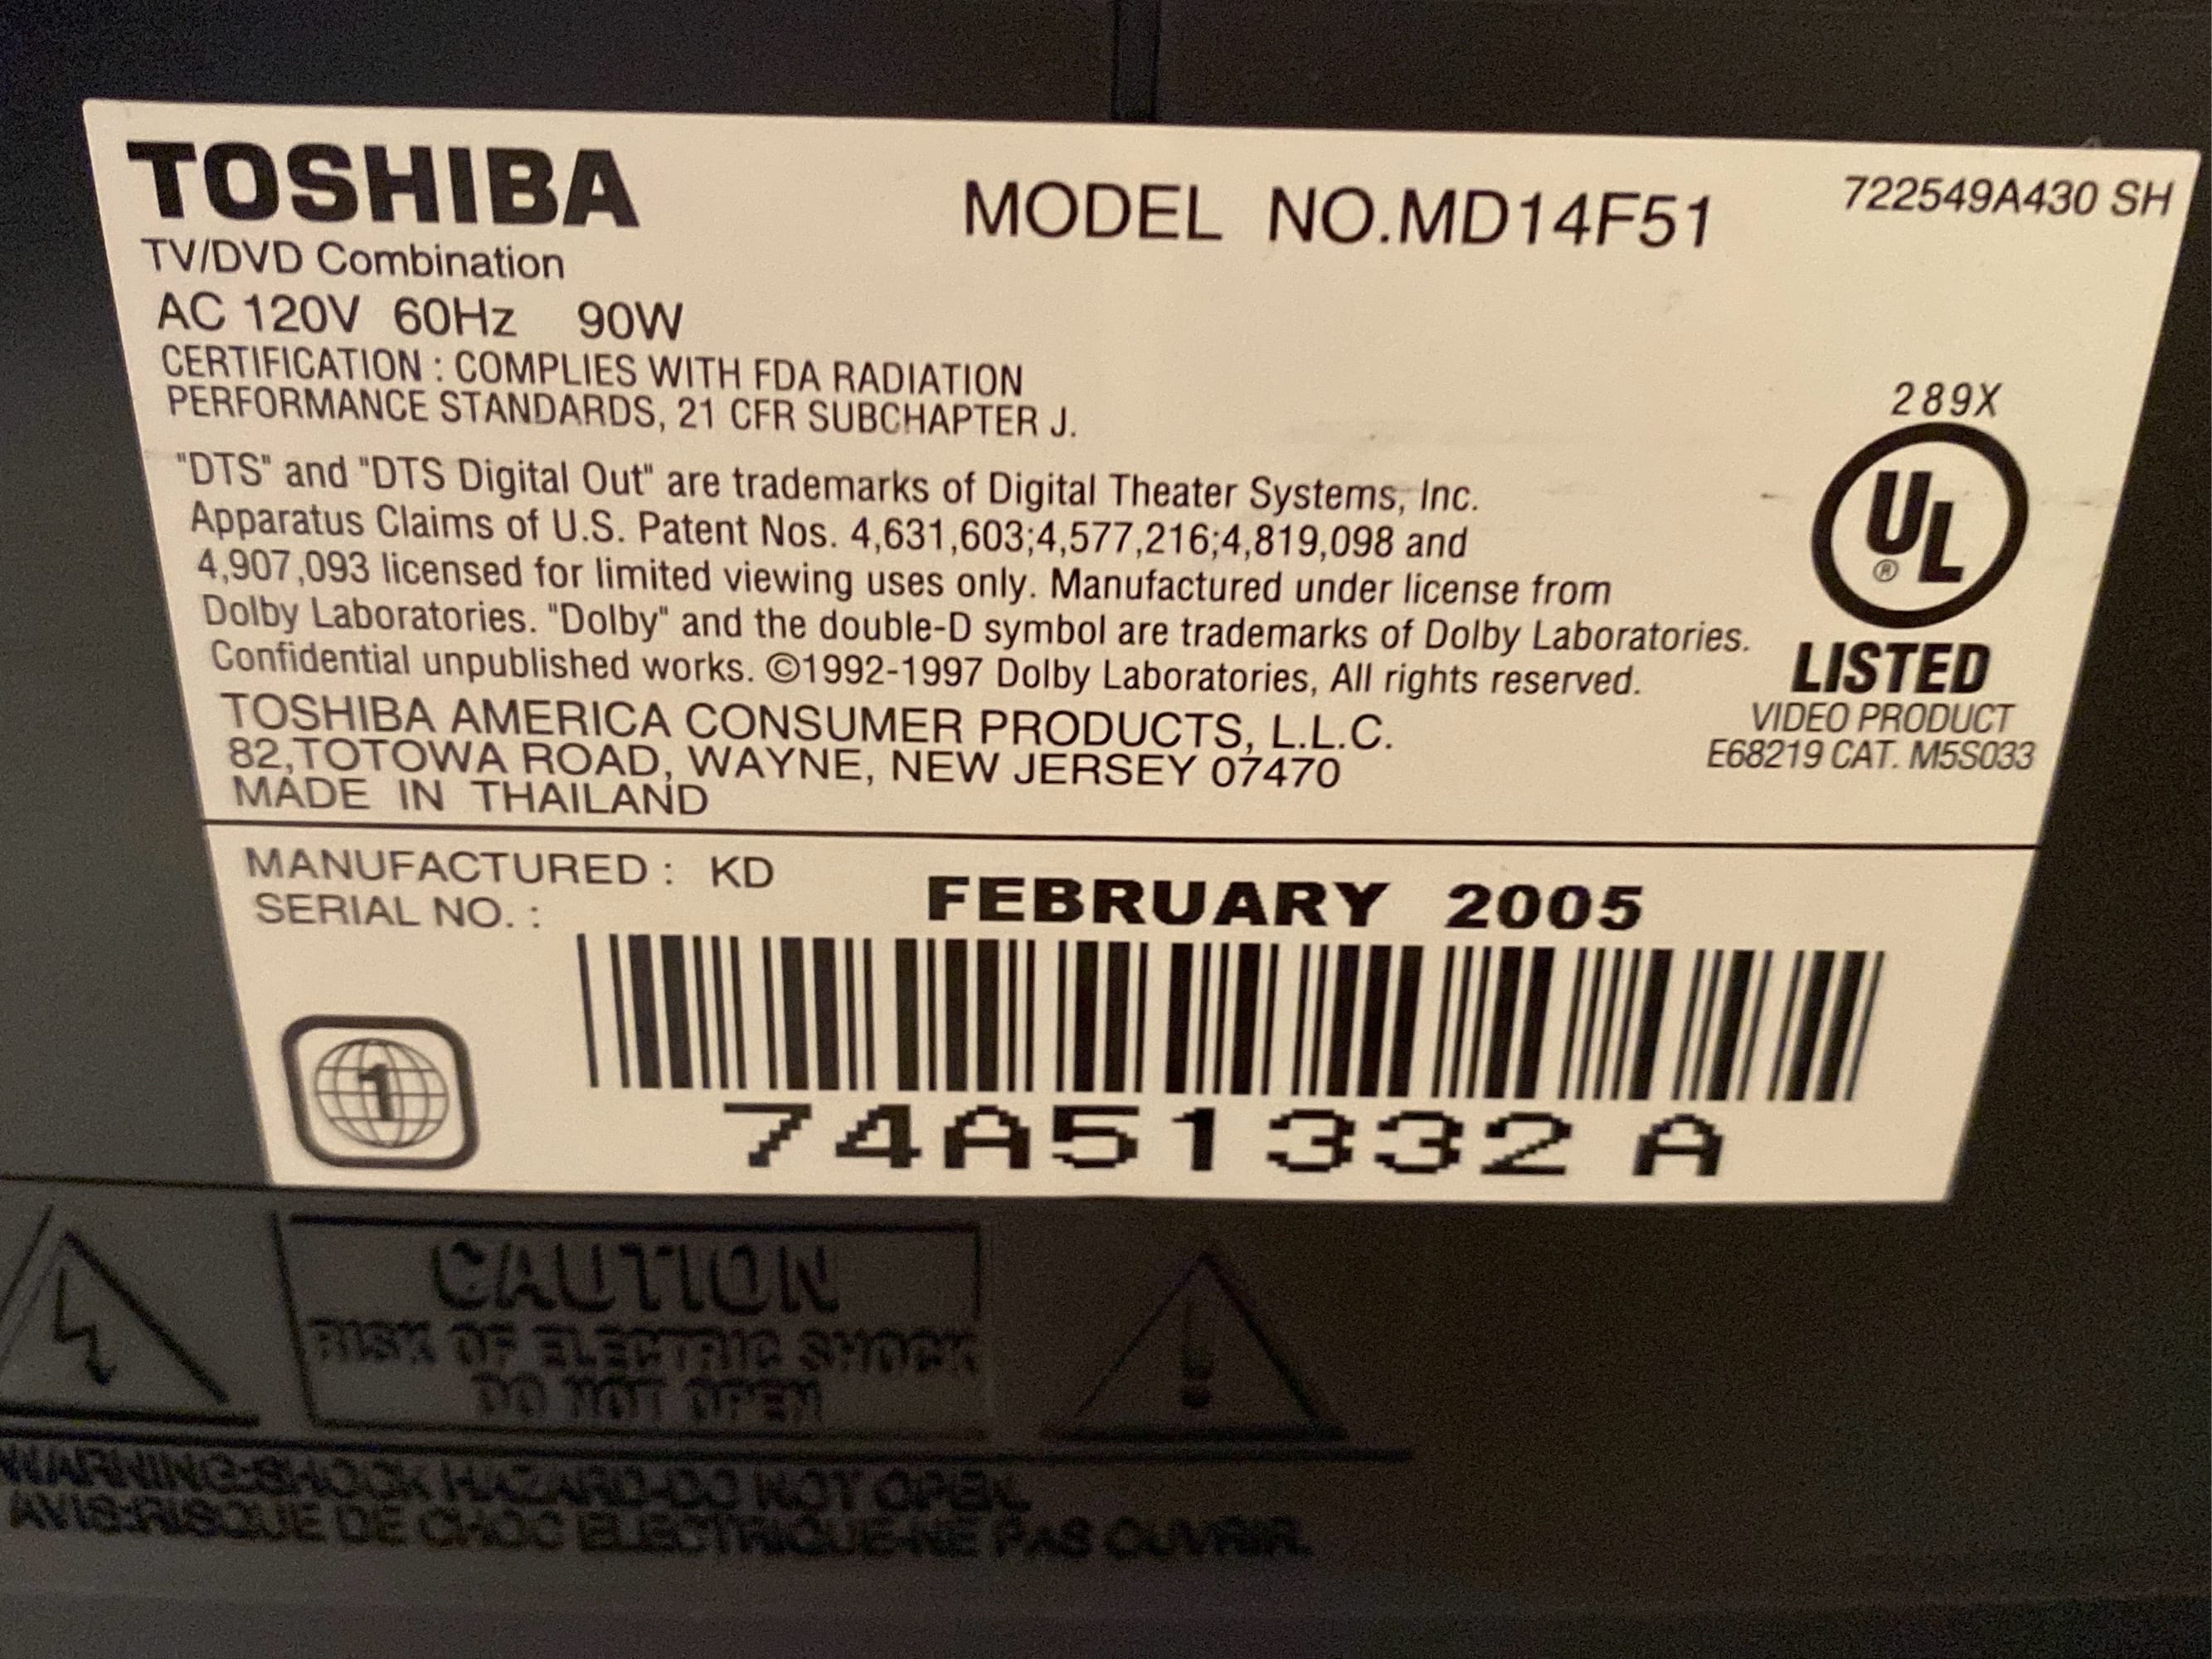 TOSHIBA
MODEL NO.MD14F51
722549A430 SH
TV/DVD Combination
AC 120V 60Hz 90W
CERTIFICATION : COMPLIES WITH FDA RADIATION
PERFORMANCE STANDARDS, 21 CFR SUBCHAPTER J.
"DTS" and "DTS Digital Out" are trademarks of Digital Theater Systems, Inc.
Apparatus Claims of U.S. Patent Nos. 4,631,603;4,577,216;4,819,098 and
4,907,093 licensed for limited viewing uses only. Manufactured under license from
Dolby Laboratories. "Dolby" and the double-D symbol are trademarks of Dolby Laboratories.
Confidential unpublished works. ©1992-1997 Dolby Laboratories, All rights reserved.
TOSHIBA AMERICA CONSUMER PRODUCTS, L.L.C.
82,TOTOWA ROAD, WAYNE, NEW JERSEY 07470
MADE IN THAILAND
289X
UL
®
LISTED
VIDEO PRODUCT
E68219 CAT. M5S033
MANUFACTURED : KD
FEBRUARY 2005
SERIAL NO. :
1
74A51332 A
CAUTION
RISK OF ELECTRIC SHOCK
DO NOT OPEN
WARNING:SHOCK HAZARD-DO NOT OPEN.
AVIS:RISQUE DE CHOC ELECTRIQUE-NE PAS OUVRIR.